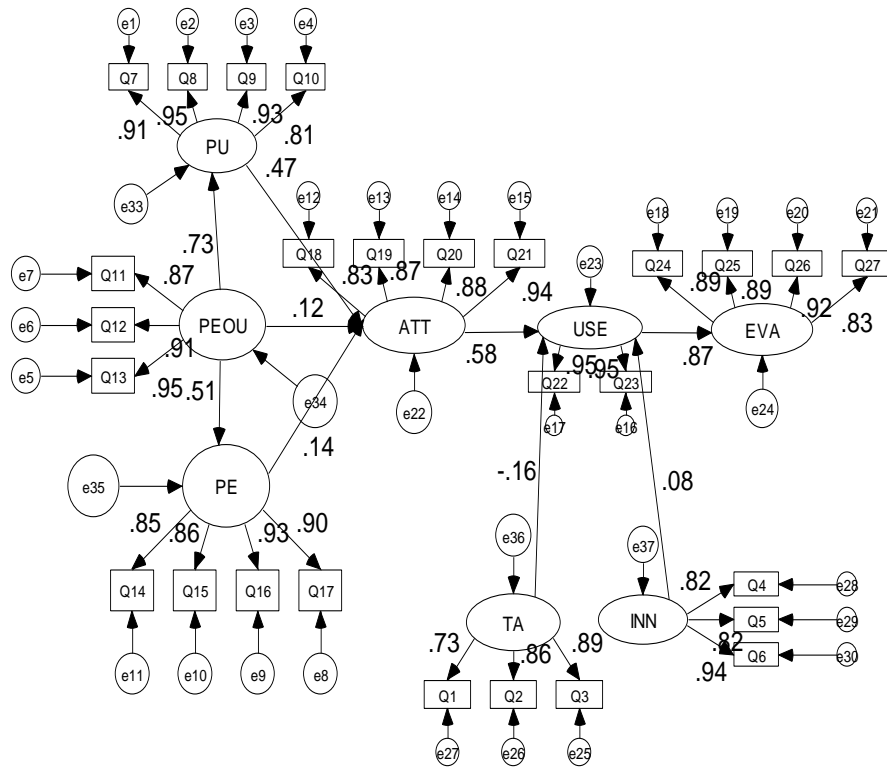 e1 e2 e3 e4
Q7 Q8 Q9 Q10
.91 .95 .93 .81
PU
.47
e33
.73
e12 e13 e14 e15
Q18 Q19 Q20 Q21
.83 .87 .88 .94
e18 e19 e20 e21
Q24 Q25 Q26 Q27
.89 .89 .92 .83
e23
e7 Q11 .87
e6 Q12 .91
e5 Q13 .95
PEOU .12 ATT .58 USE .87 EVA
.51
e34
e22
.95 .95
Q22 Q23
e17 e16
e24
.14
-.16 .08
e35 PE
.85 .86 .93 .90
Q14 Q15 Q16 Q17
e11 e10 e9 e8
e36 e37
TA INN
.73 .86 .89
Q1 Q2 Q3
e27 e26 e25
.82 Q4 e28
.82 Q5 e29
.94 Q6 e30